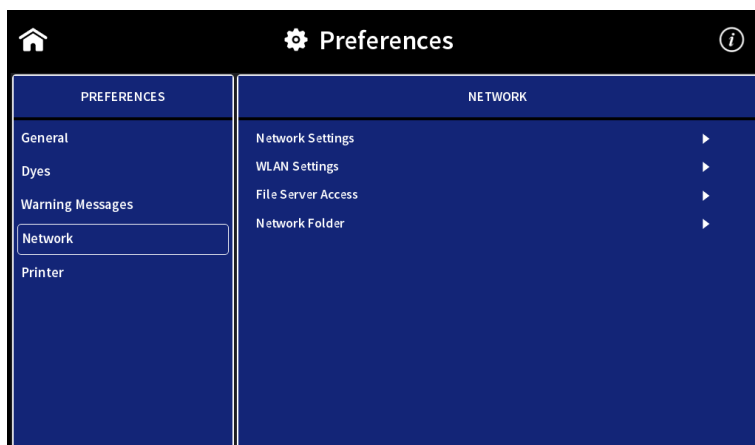 Preferences
i
PREFERENCES
General
Dyes
Warning Messages
Network
Printer
NETWORK
Network Settings
WLAN Settings
File Server Access
Network Folder